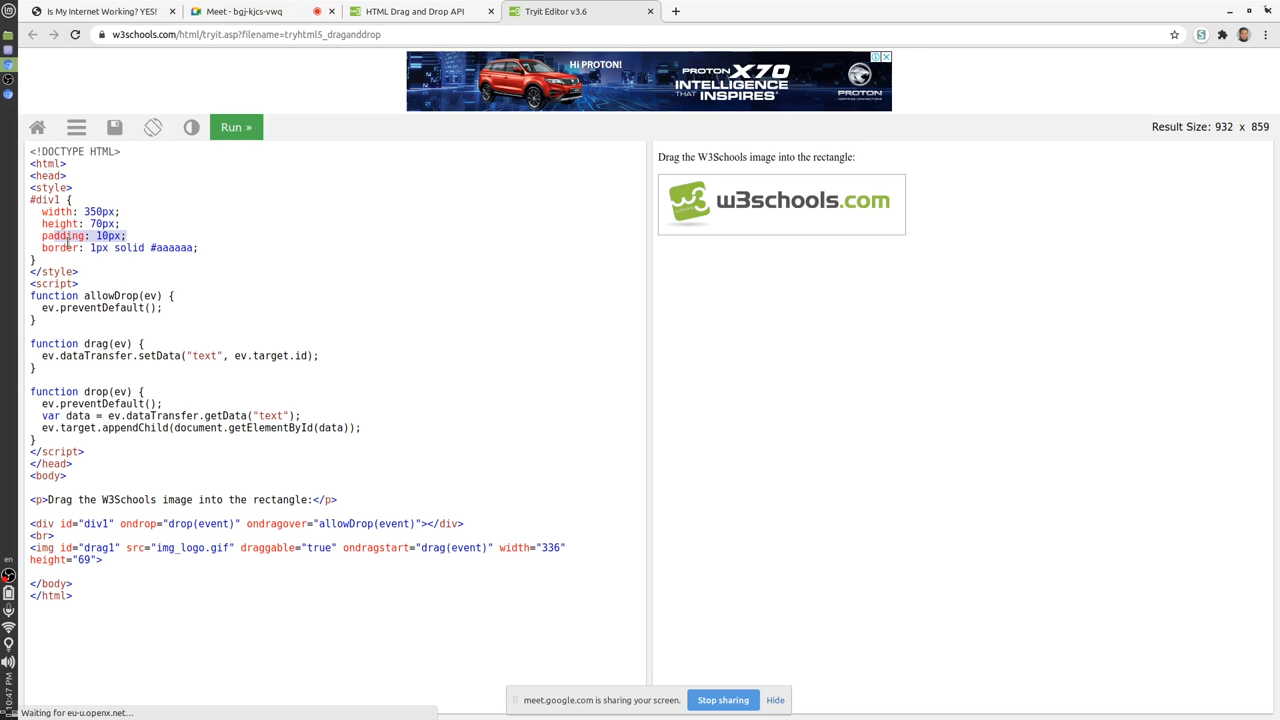 Is My Internet Working? YES!
Meet - bgj-kjcs-vwq
HTML Drag and Drop API
Tryit Editor v3.6
w3schools.com/html/tryit.asp?filename=tryhtml5_draganddrop
Hi PROTON!
PROTON X70
INTELLIGENCE
THAT INSPIRES
PROTON
Run »
Result Size: 932 x 859
<!DOCTYPE HTML>
<html>
<head>
<style>
#div1 {
width: 350px;
height: 70px;
padding: 10px;
border: 1px solid #aaaaaa;
}
</style>
<script>
function allowDrop(ev) {
ev.preventDefault();
}
function drag(ev) {
ev.dataTransfer.setData("text", ev.target.id);
}
function drop(ev) {
ev.preventDefault();
var data = ev.dataTransfer.getData("text");
ev.target.appendChild(document.getElementById(data));
}
</script>
</head>
<body>
<p>Drag the W3Schools image into the rectangle:</p>
<div id="div1" ondrop="drop(event)" ondragover="allowDrop(event)"></div>
<br>
<img id="drag1" src="img_logo.gif" draggable="true" ondragstart="drag(event)" width="336"
height="69">
</body>
</html>
Drag the W3Schools image into the rectangle:
w3schools.com
en
10:47 PM
meet.google.com is sharing your screen.
Stop sharing
Hide
Waiting for eu-u.openx.net...